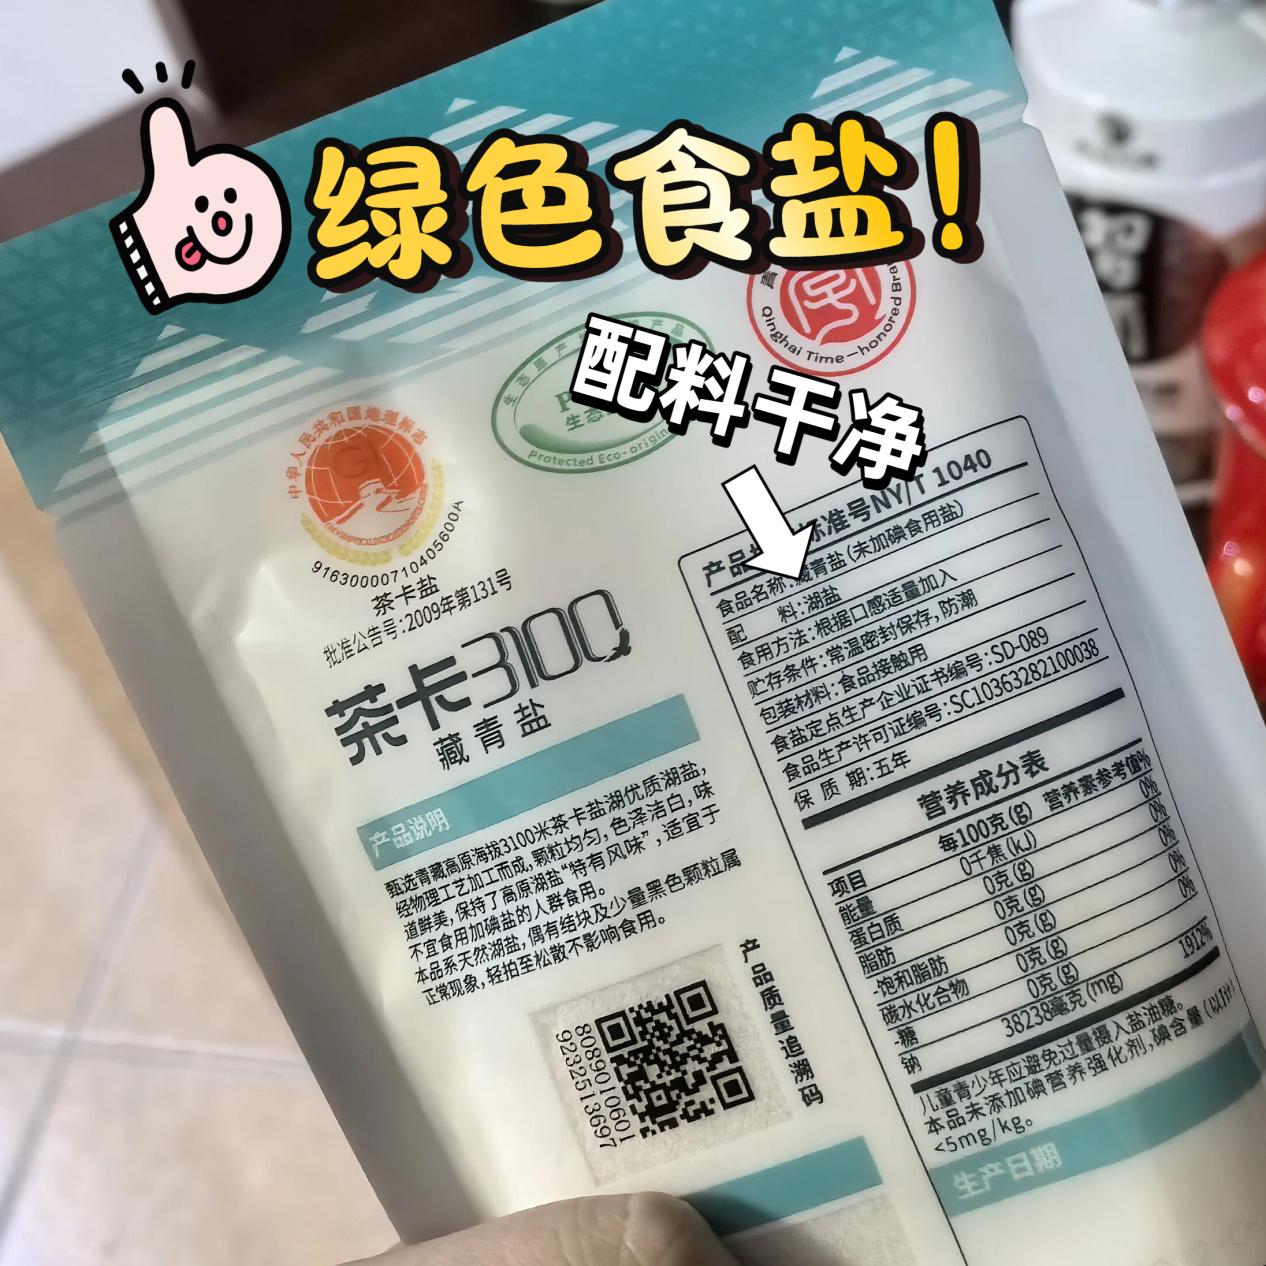 绿色食盐!
配料干净
Qinghai Time-honored
生态
Protected Eco-origin
中华人民共和国地理标志
GI
91630000710405600A
茶卡盐
批准公告号:2009年第131号
茶卡3100
藏青盐
产品说明
甄选青藏高原海拔3100米茶卡盐湖优质湖盐,
经物理工艺加工而成,颗粒均匀,色泽洁白,味
道鲜美,保持了高原湖盐“特有风味”,适宜于
不宜食用加碘盐的人群食用。
本品系天然湖盐,偶有结块及少量黑色颗粒属
正常现象,轻拍至松散不影响食用。
产品质量追溯码
8089010601
9232513697
产品 标准号NY/T 1040
食品名称:藏青盐(未加碘食用盐)
配 料:湖盐
食用方法:根据口感适量加入
贮存条件:常温密封保存,防潮
包装材料:食品接触用
食盐定点生产企业证书编号:SD-089
食品生产许可证编号:SC10363282100038
保 质 期:五年
营养成分表
项目 每100克(g) 营养素参考值%
能量 0千焦(kJ) 0%
蛋白质 0克(g) 0%
脂肪 0克(g) 0%
-饱和脂肪 0克(g) 0%
碳水化合物 0克(g) 0%
-糖 0克(g)
钠 38238毫克(mg) 1912%
儿童青少年应避免过量摄入盐油糖。
本品未添加碘营养强化剂,碘含量(以I计)
<5mg/kg。
生产日期